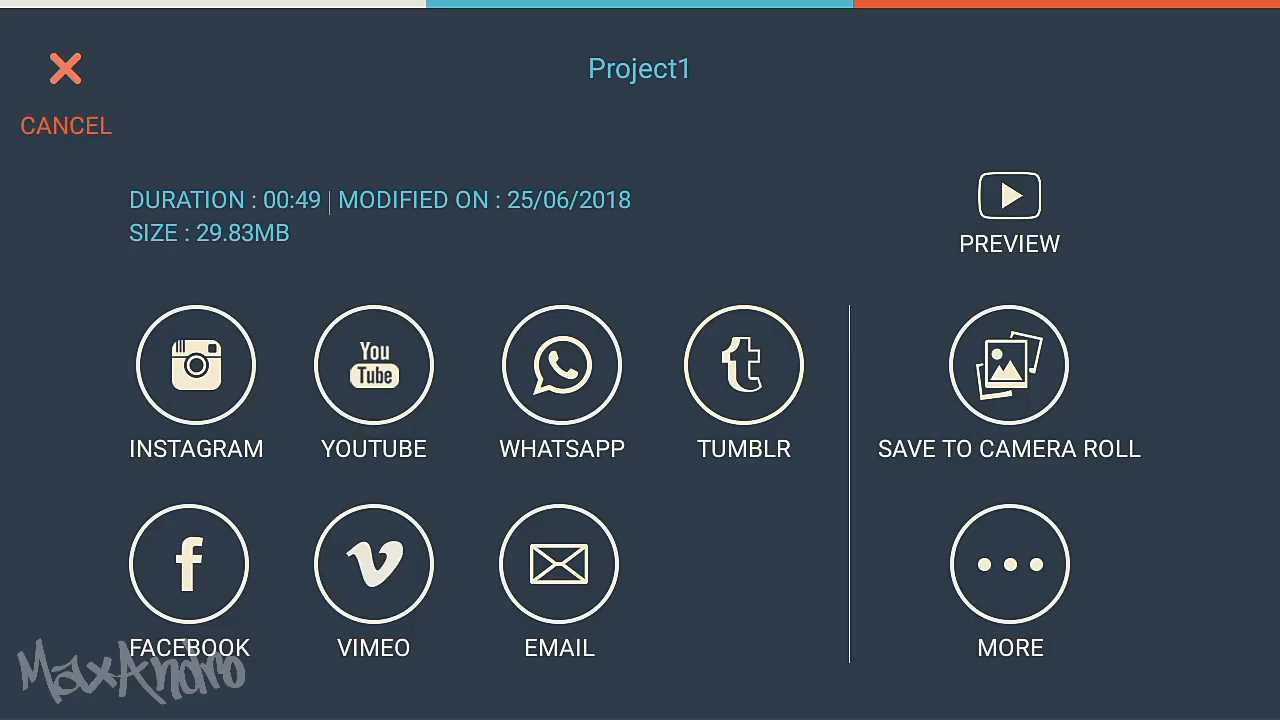 Project1
CANCEL
DURATION : 00:49 | MODIFIED ON : 25/06/2018
SIZE : 29.83MB
PREVIEW
You
Tube
INSTAGRAM YOUTUBE WHATSAPP TUMBLR SAVE TO CAMERA ROLL
FACEBOOK VIMEO EMAIL MORE
MaxAndro